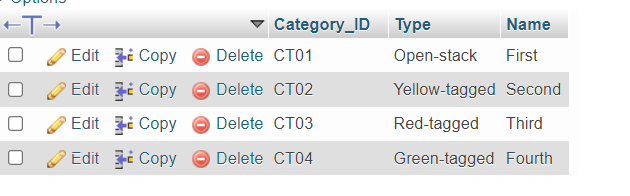 Options
Category_ID Type Name
Edit Copy Delete CT01 Open-stack First
Edit Copy Delete CT02 Yellow-tagged Second
Edit Copy Delete CT03 Red-tagged Third
Edit Copy Delete CT04 Green-tagged Fourth